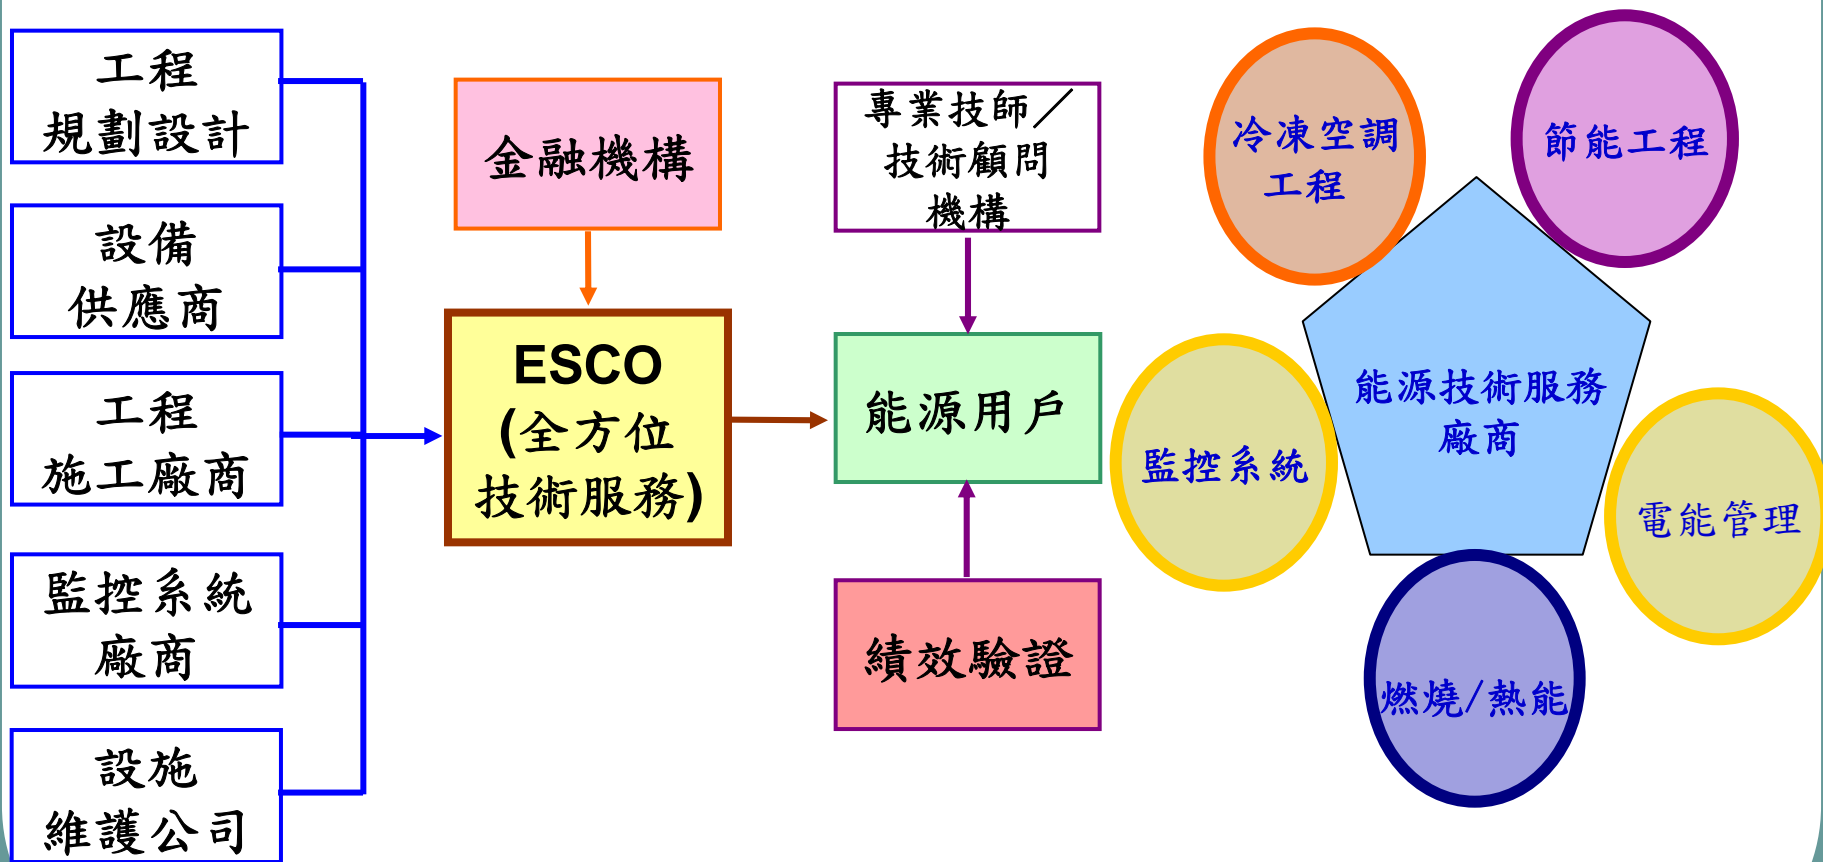 工程
規劃設計
設備
供應商
工程
施工廠商
監控系統
廠商
設施
維護公司
金融機構
ESCO
(全方位
技術服務)
專業技師／
技術顧問
機構
能源用戶
績效驗證
冷凍空調
工程
節能工程
監控系統
能源技術服務
廠商
電能管理
燃燒/熱能